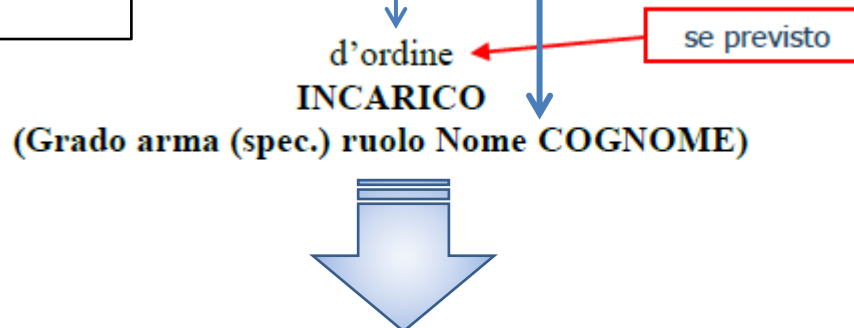 se previsto
d’ordine
INCARICO
(Grado arma (spec.) ruolo Nome COGNOME)